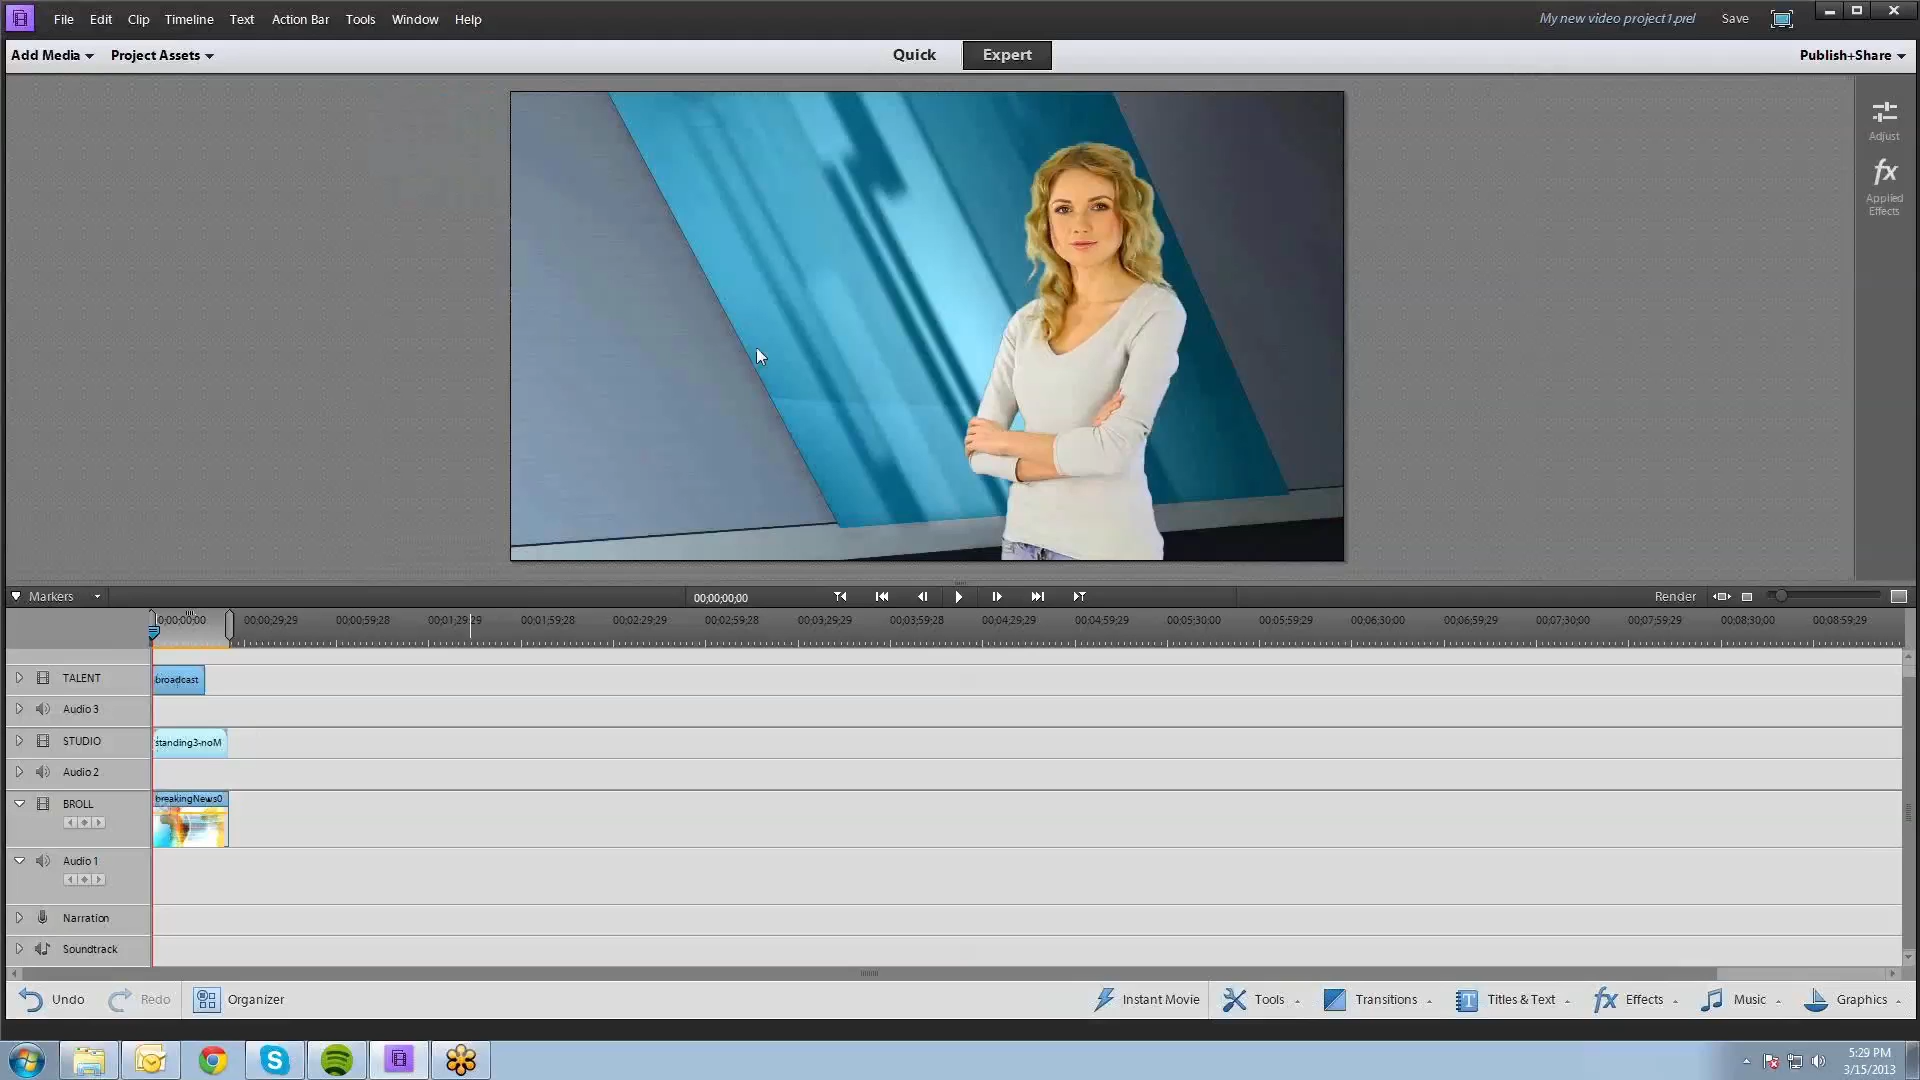 File Edit Clip Timeline Text Action Bar Tools Window Help My new video project1.prel Save
Add Media Project Assets Quick Expert Publish+Share
Adjust
fx
Applied
Effects
Markers 00;00;00;00 Render
00;00;00;00 00;00;29;29 00;00;59;28 00;01;29;29 00;01;59;28 00;02;29;29 00;02;59;28 00;03;29;29 00;03;59;28 00;04;29;29 00;04;59;29 00;05;30;00 00;05;59;29 00;06;30;00 00;06;59;29 00;07;30;00 00;07;59;29 00;08;30;00 00;08;59;29
TALENT broadcast
Audio 3
STUDIO standing3-noM
Audio 2
BROLL breakingNews0
Audio 1
Narration
Soundtrack
Undo Redo Organizer Instant Movie Tools Transitions T Titles & Text fx Effects Music Graphics
5:29 PM
3/15/2013